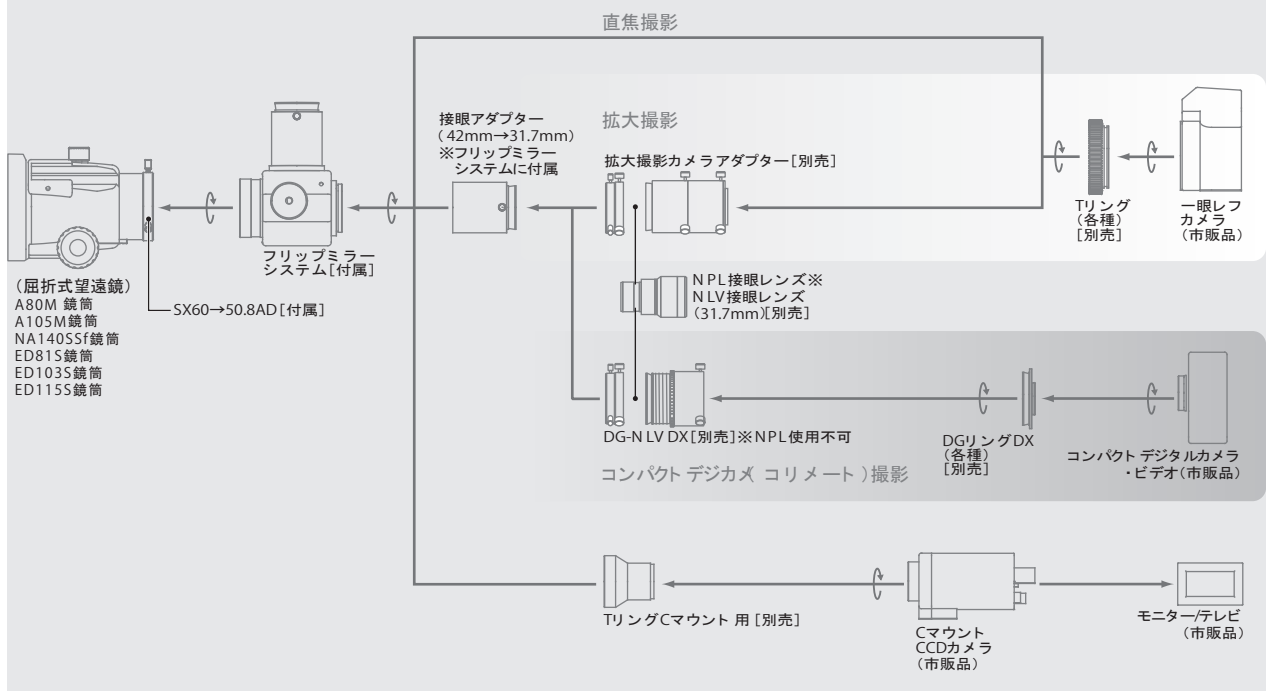 直焦撮影
接眼アダプター
(42mm→31.7mm)
※フリップミラー
システムに付属
拡大撮影
拡大撮影カメラアダプター[別売]
Tリング
(各種)
[別売]
一眼レフ
カメラ
(市販品)
フリップミラー
システム[付属]
(屈折式望遠鏡)
A80M 鏡筒
A105M鏡筒
NA140SSf鏡筒
ED81S鏡筒
ED103S鏡筒
ED115S鏡筒
SX60→50.8AD[付属]
NPL接眼レンズ※
NLV接眼レンズ
(31.7mm)[別売]
DG-NLV DX[別売]※NPL使用不可
DGリングDX
(各種)
[別売]
コンパクト デジタルカメラ
・ビデオ(市販品)
コンパクト デジカメ( コリメート )撮影
TリングCマウント 用 [別売]
Cマウント
CCDカメラ
(市販品)
モニター/テレビ
(市販品)